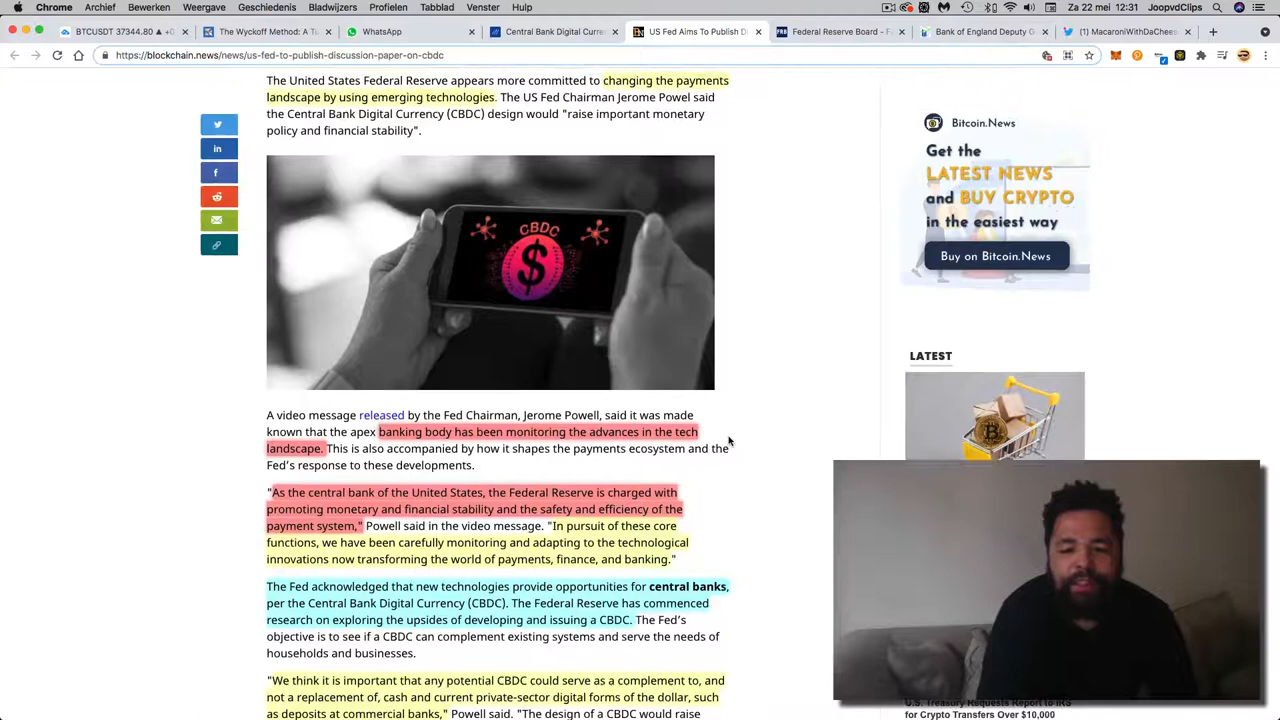 Chrome Archief Bewerken Weergave Geschiedenis Bladwijzers Profielen Tabblad Venster Help
Za 22 mei 12:31 JoopvdClips
BTCUSDT 37344.80 ▲ +0
The Wyckoff Method: A Tu
WhatsApp
Central Bank Digital Curre
US Fed Aims To Publish D
Federal Reserve Board - F
Bank of England Deputy G
(1) MacaroniWithDaChees
https://blockchain.news/news/us-fed-to-publish-discussion-paper-on-cbdc
The United States Federal Reserve appears more committed to changing the payments
landscape by using emerging technologies. The US Fed Chairman Jerome Powel said
the Central Bank Digital Currency (CBDC) design would "raise important monetary
policy and financial stability".
CBDC
$
A video message released by the Fed Chairman, Jerome Powell, said it was made
known that the apex banking body has been monitoring the advances in the tech
landscape. This is also accompanied by how it shapes the payments ecosystem and the
Fed's response to these developments.
"As the central bank of the United States, the Federal Reserve is charged with
promoting monetary and financial stability and the safety and efficiency of the
payment system," Powell said in the video message. "In pursuit of these core
functions, we have been carefully monitoring and adapting to the technological
innovations now transforming the world of payments, finance, and banking."
The Fed acknowledged that new technologies provide opportunities for central banks,
per the Central Bank Digital Currency (CBDC). The Federal Reserve has commenced
research on exploring the upsides of developing and issuing a CBDC. The Fed's
objective is to see if a CBDC can complement existing systems and serve the needs of
households and businesses.
"We think it is important that any potential CBDC could serve as a complement to, and
not a replacement of, cash and current private-sector digital forms of the dollar, such
as deposits at commercial banks," Powell said. "The design of a CBDC would raise
Bitcoin.News
Get the
LATEST NEWS
and BUY CRYPTO
in the easiest way
Buy on Bitcoin.News
LATEST
U.S. Treasury Requests Report to IRS
for Crypto Transfers Over $10,000